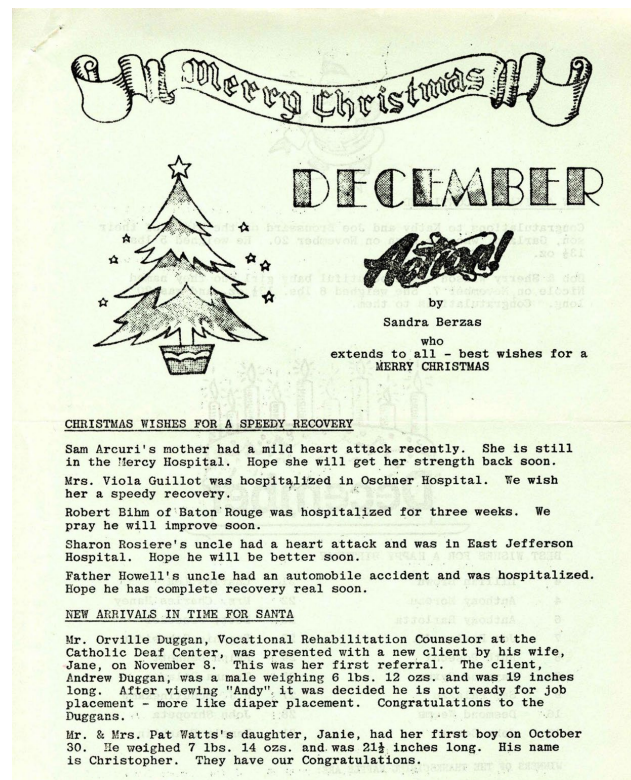 Merry Christmas
DECEMBER
Action!
by
Sandra Berzas
who
extends to all - best wishes for a
MERRY CHRISTMAS
CHRISTMAS WISHES FOR A SPEEDY RECOVERY
Sam Arcuri's mother had a mild heart attack recently. She is still
in the Mercy Hospital. Hope she will get her strength back soon.
Mrs. Viola Guillot was hospitalized in Oschner Hospital. We wish
her a speedy recovery.
Robert Bihm of Baton Rouge was hospitalized for three weeks. We
pray he will improve soon.
Sharon Rosiere's uncle had a heart attack and was in East Jefferson
Hospital. Hope he will be better soon.
Father Howell's uncle had an automobile accident and was hospitalized.
Hope he has complete recovery real soon.
NEW ARRIVALS IN TIME FOR SANTA
Mr. Orville Duggan, Vocational Rehabilitation Counselor at the
Catholic Deaf Center, was presented with a new client by his wife,
Jane, on November 8. This was her first referral. The client,
Andrew Duggan, was a male weighing 6 lbs. 12 ozs. and was 19 inches
long. After viewing "Andy" it was decided he is not ready for job
placement - more like diaper placement. Congratulations to the
Duggans.
Mr. & Mrs. Pat Watts's daughter, Janie, had her first boy on October
30. He weighed 7 lbs. 14 ozs. and was 21½ inches long. His name
is Christopher. They have our Congratulations.